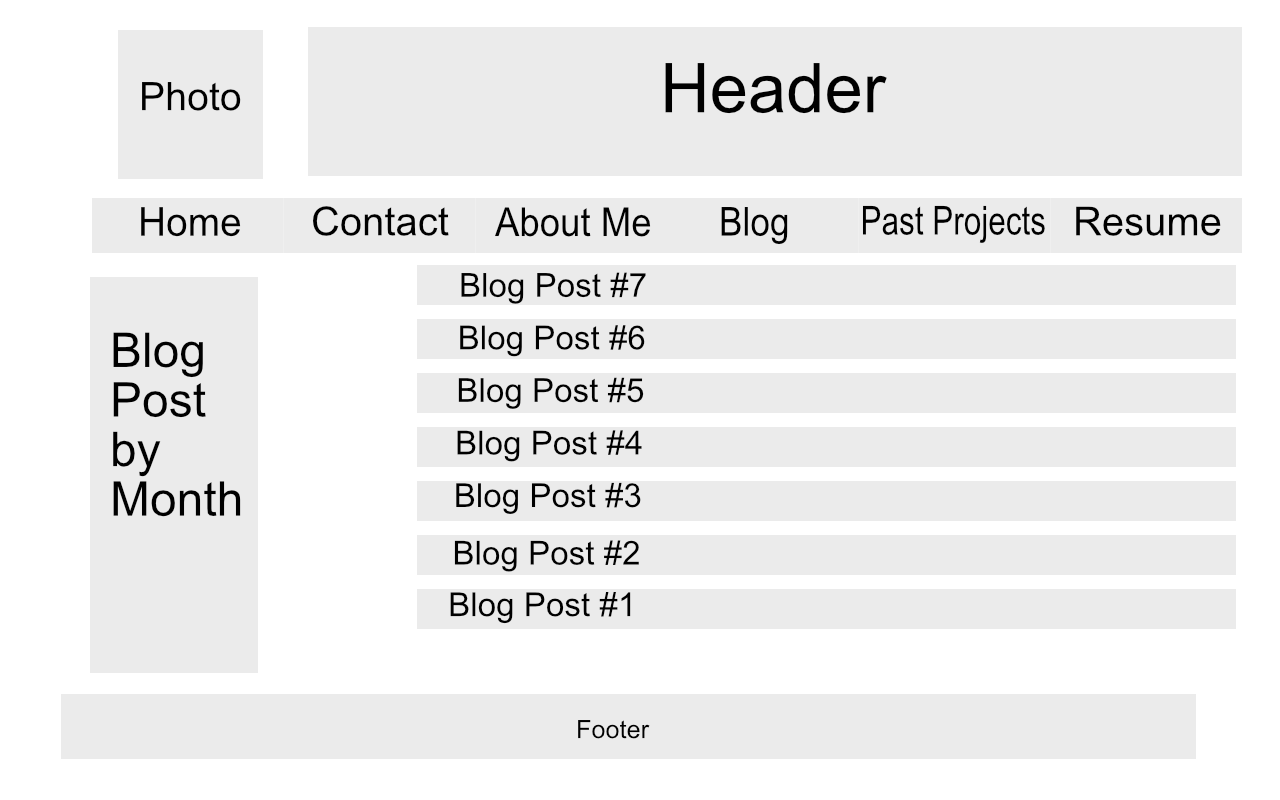 Photo
Header
Home
Contact
About Me
Blog
Past Projects
Resume
Blog
Post
by
Month
Blog Post #7
Blog Post #6
Blog Post #5
Blog Post #4
Blog Post #3
Blog Post #2
Blog Post #1
Footer